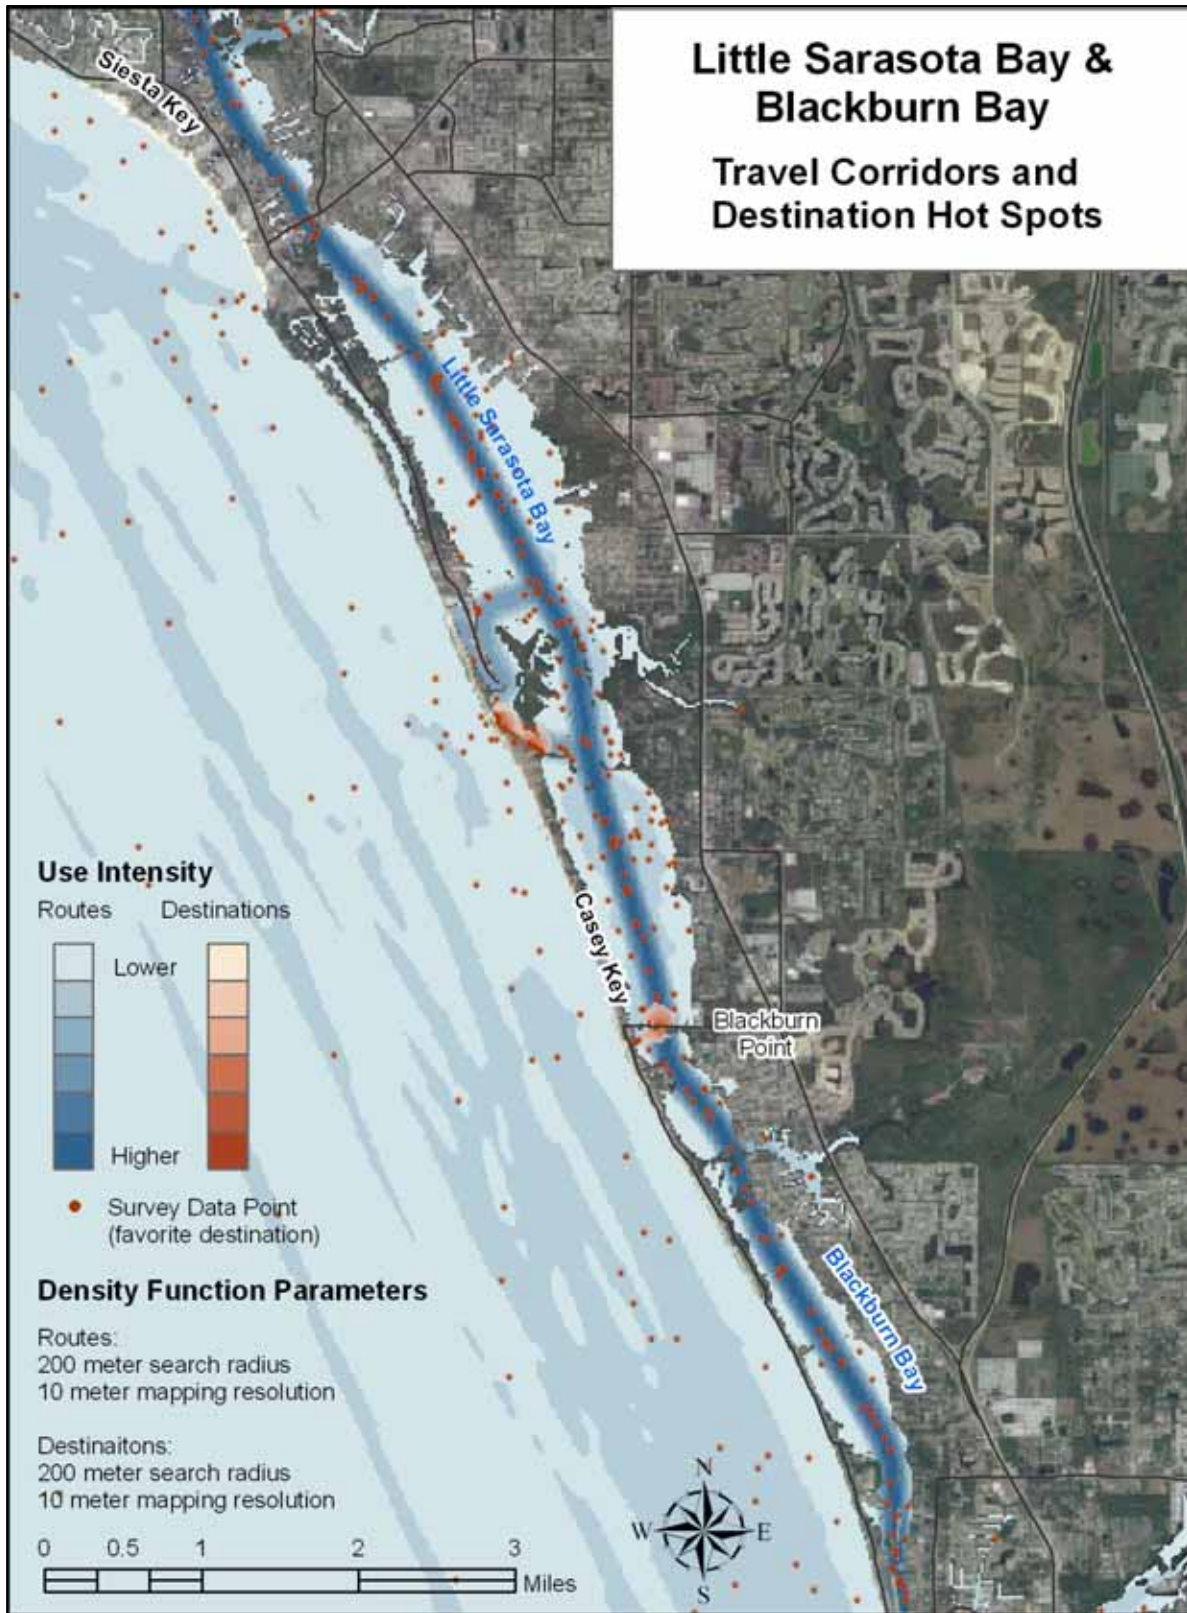 Little Sarasota Bay &
Blackburn Bay
Travel Corridors and
Destination Hot Spots
Siesta Key
Little Sarasota Bay
Casey Key
Blackburn
Point
Blackburn Bay
Use Intensity
Routes Destinations
Lower
Higher
Survey Data Point
(favorite destination)
Density Function Parameters
Routes:
200 meter search radius
10 meter mapping resolution
Destinaitons:
200 meter search radius
10 meter mapping resolution
0 0.5 1 2 3
Miles
N
W E
S